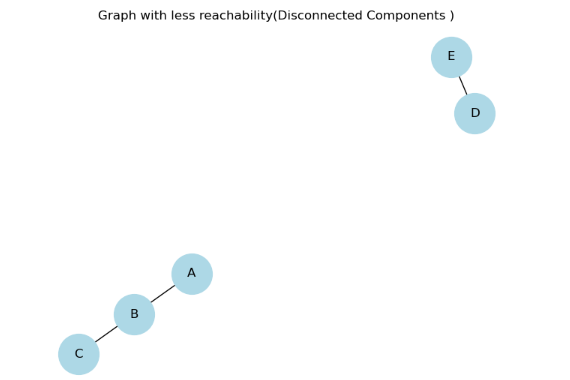 Graph with less reachability(Disconnected Components )
E
D
A
B
C